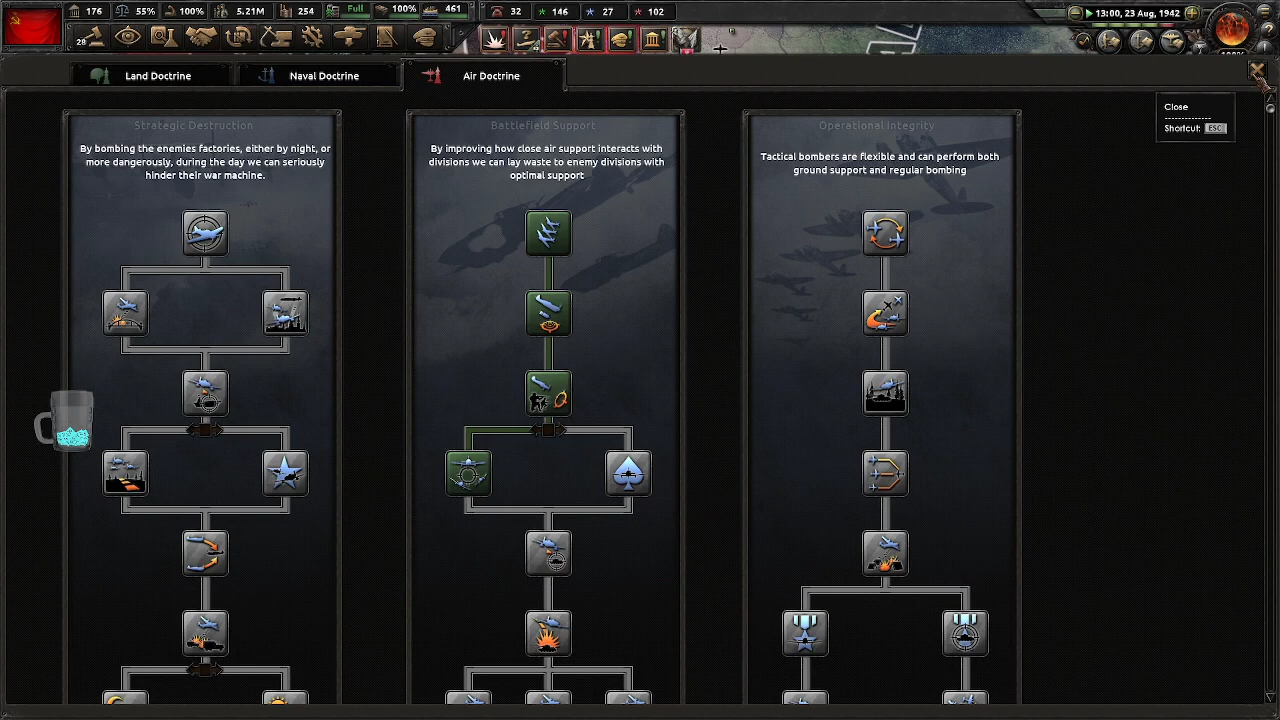 176 55% 100% 5.21M 254 Full 100% 461 32 146 27 102 13:00, 23 Aug, 1942
28
Land Doctrine Naval Doctrine Air Doctrine
Close
Shortcut: ESC
Strategic Destruction
By bombing the enemies factories, either by night, or
more dangerously, during the day we can seriously
hinder their war machine.
Battlefield Support
By improving how close air support interacts with
divisions we can lay waste to enemy divisions with
optimal support
Operational Integrity
Tactical bombers are flexible and can perform both
ground support and regular bombing